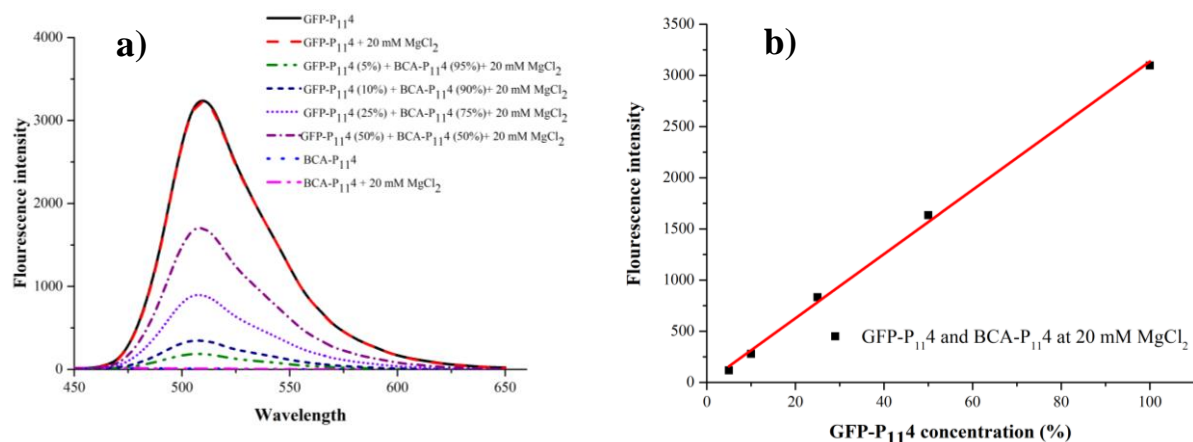 a)
GFP-P₁₁4
GFP-P₁₁4 + 20 mM MgCl₂
GFP-P₁₁4 (5%) + BCA-P₁₁4 (95%)+ 20 mM MgCl₂
GFP-P₁₁4 (10%) + BCA-P₁₁4 (90%)+ 20 mM MgCl₂
GFP-P₁₁4 (25%) + BCA-P₁₁4 (75%)+ 20 mM MgCl₂
GFP-P₁₁4 (50%) + BCA-P₁₁4 (50%)+ 20 mM MgCl₂
BCA-P₁₁4
BCA-P₁₁4 + 20 mM MgCl₂
Flourescence intensity
4000
3000
2000
1000
0
450 500 550 600 650
Wavelength
b)
Flourescence intensity
3500
3000
2500
2000
1500
1000
500
0
GFP-P₁₁4 and BCA-P₁₁4 at 20 mM MgCl₂
0 20 40 60 80 100
GFP-P₁₁4 concentration (%)